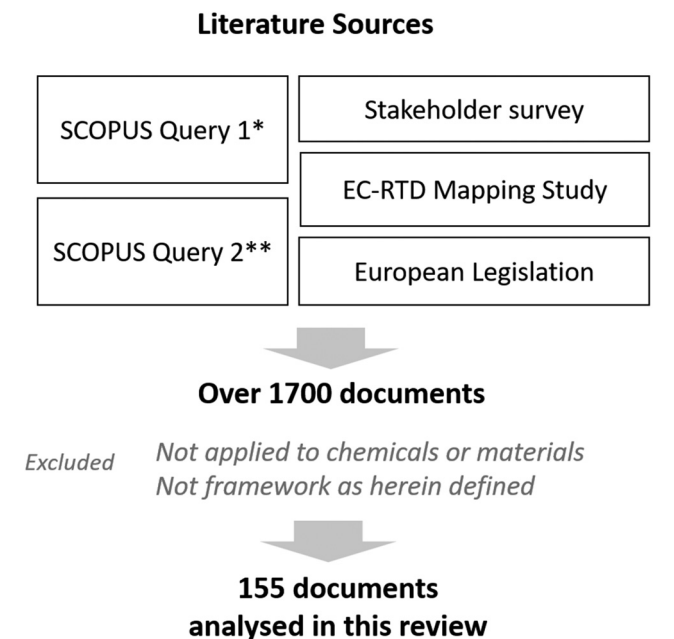 Literature Sources
SCOPUS Query 1*
SCOPUS Query 2**
Stakeholder survey
EC-RTD Mapping Study
European Legislation
Over 1700 documents
Excluded
Not applied to chemicals or materials
Not framework as herein defined
155 documents
analysed in this review